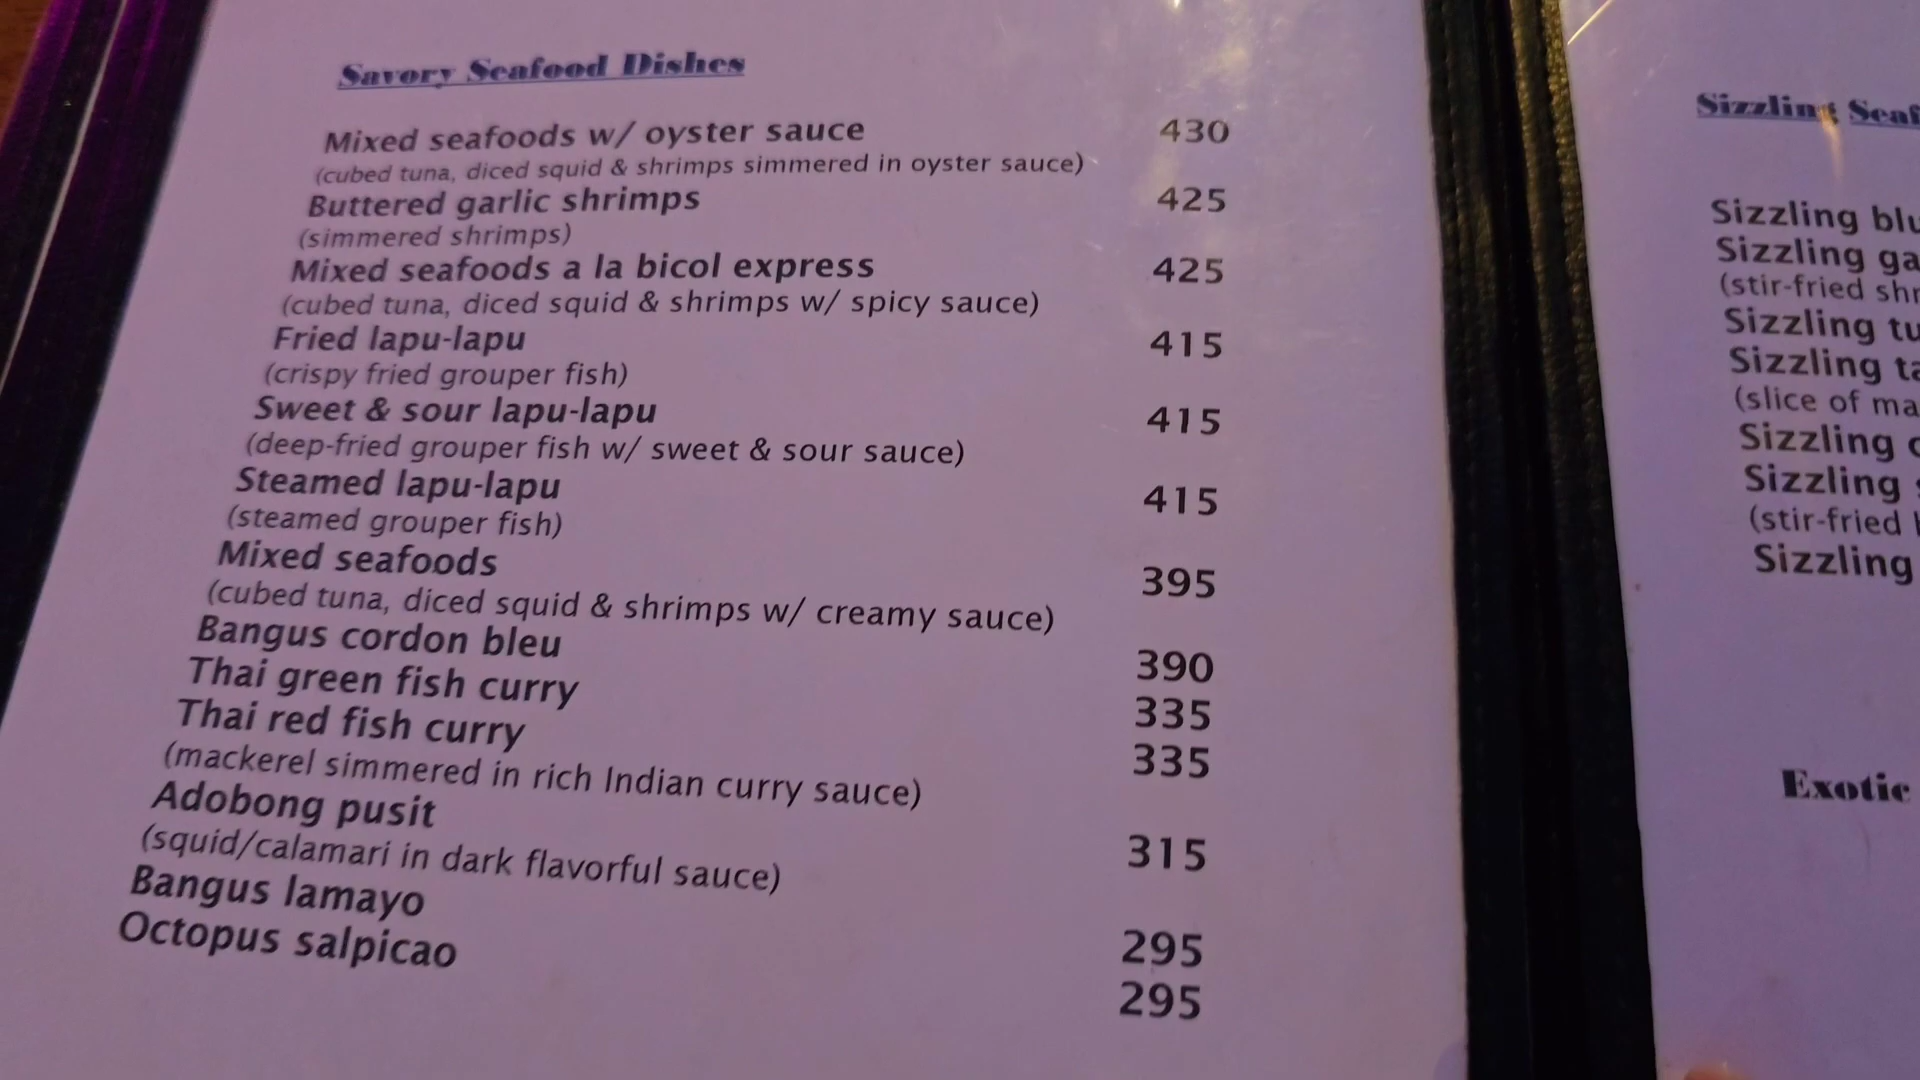 Savory Seafood Dishes
Mixed seafoods w/ oyster sauce 430
(cubed tuna, diced squid & shrimps simmered in oyster sauce)
Buttered garlic shrimps 425
(simmered shrimps)
Mixed seafoods a la bicol express 425
(cubed tuna, diced squid & shrimps w/ spicy sauce)
Fried lapu-lapu 415
(crispy fried grouper fish)
Sweet & sour lapu-lapu 415
(deep-fried grouper fish w/ sweet & sour sauce)
Steamed lapu-lapu 415
(steamed grouper fish)
Mixed seafoods 395
(cubed tuna, diced squid & shrimps w/ creamy sauce)
Bangus cordon bleu 390
Thai green fish curry 335
Thai red fish curry 335
(mackerel simmered in rich Indian curry sauce)
Adobong pusit 315
(squid/calamari in dark flavorful sauce)
Bangus lamayo 295
Octopus salpicao 295
Sizzling
Sizzling
Sizzling
(stir-fried
Sizzling
Sizzling
(slice of
Sizzling
Sizzling
(stir-fried
Sizzling
Exotic